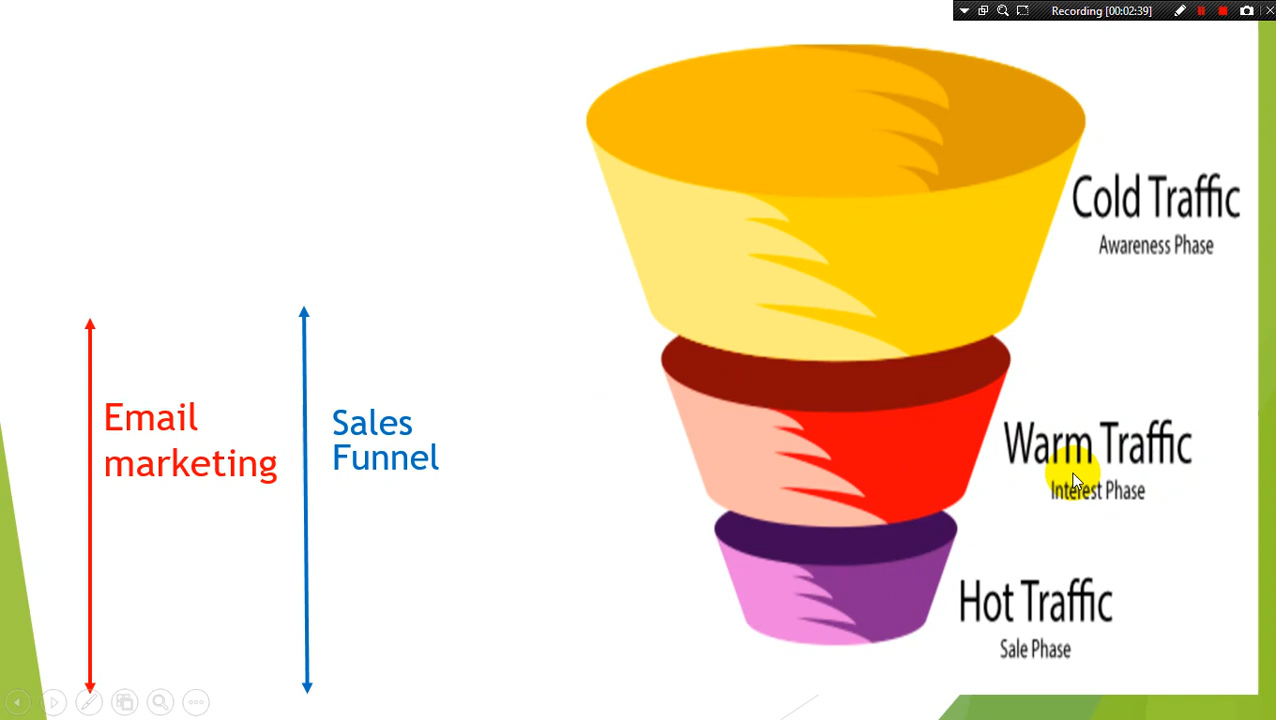 Recording [00:02:39]
Cold Traffic
Awareness Phase
Email
marketing
Sales
Funnel
Warm Traffic
Interest Phase
Hot Traffic
Sale Phase